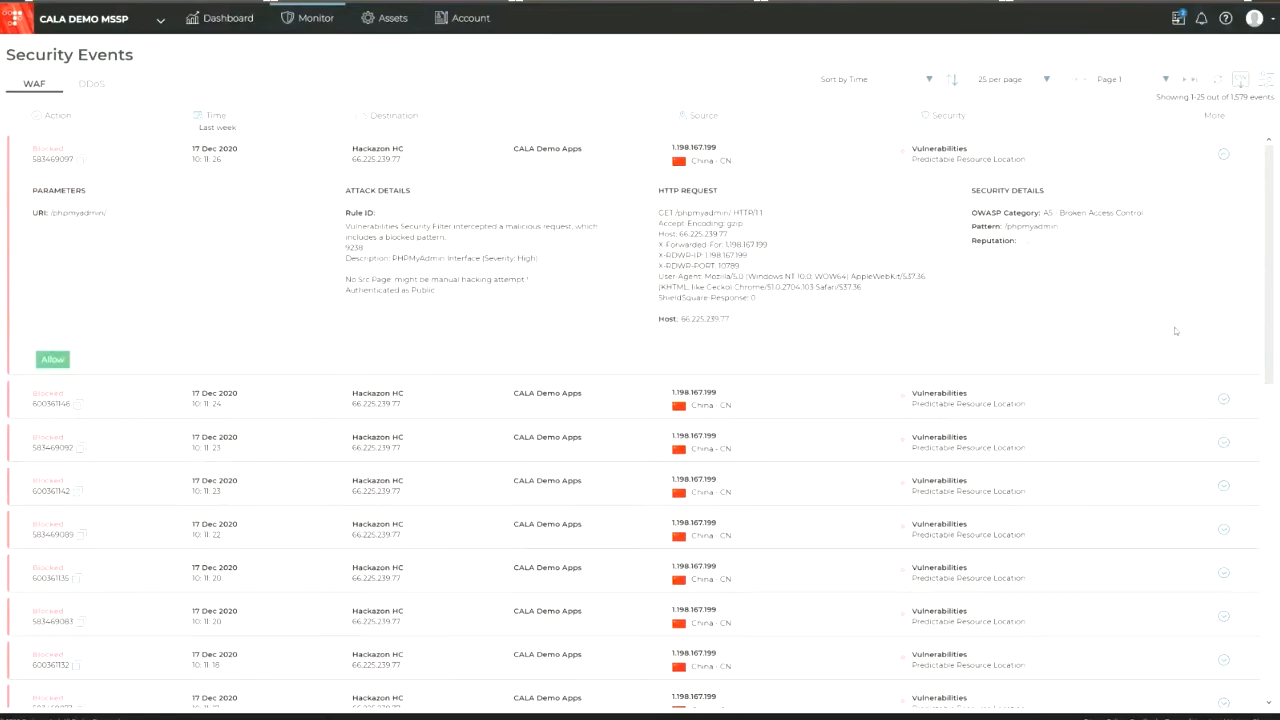 CALA DEMO MSSP Dashboard Monitor Assets Account
Security Events
WAF DDoS
Sort by Time 25 per page Page 1
Showing 1-25 out of 1,579 events
Action Time Destination Source Security More
Last week
Blocked 17 Dec 2020 Hackazon HC CALA Demo Apps 1.198.167.199 Vulnerabilities
583469097 10: 11: 26 66.225.239.77 China - CN Predictable Resource Location
PARAMETERS ATTACK DETAILS HTTP REQUEST SECURITY DETAILS
URI: /phpmyadmin/
Rule ID:
Vulnerabilities Security Filter intercepted a malicious request, which
includes a blocked pattern.
9238
Description: PHPMyAdmin Interface (Severity: High)
No Src Page' might be manual hacking attempt !
Authenticated as Public
GET /phpmyadmin/ HTTP/1.1
Accept-Encoding: gzip
Host: 66.225.239.77
X-Forwarded-For: 1.198.167.199
X-RDWR-IP: 1.198.167.199
X-RDWR-PORT: 10789
User-Agent: Mozilla/5.0 (Windows NT 10.0; WOW64) AppleWebKit/537.36
(KHTML, like Gecko) Chrome/51.0.2704.103 Safari/537.36
ShieldSquare-Response: 0
Host: 66.225.239.77
OWASP Category: A5 - Broken Access Control
Pattern: /phpmyadmin
Reputation:
Allow
Blocked 17 Dec 2020 Hackazon HC CALA Demo Apps 1.198.167.199 Vulnerabilities
600361146 10: 11: 24 66.225.239.77 China - CN Predictable Resource Location
Blocked 17 Dec 2020 Hackazon HC CALA Demo Apps 1.198.167.199 Vulnerabilities
583469092 10: 11: 23 66.225.239.77 China - CN Predictable Resource Location
Blocked 17 Dec 2020 Hackazon HC CALA Demo Apps 1.198.167.199 Vulnerabilities
600361142 10: 11: 23 66.225.239.77 China - CN Predictable Resource Location
Blocked 17 Dec 2020 Hackazon HC CALA Demo Apps 1.198.167.199 Vulnerabilities
583469089 10: 11: 22 66.225.239.77 China - CN Predictable Resource Location
Blocked 17 Dec 2020 Hackazon HC CALA Demo Apps 1.198.167.199 Vulnerabilities
600361135 10: 11: 20 66.225.239.77 China - CN Predictable Resource Location
Blocked 17 Dec 2020 Hackazon HC CALA Demo Apps 1.198.167.199 Vulnerabilities
583469083 10: 11: 20 66.225.239.77 China - CN Predictable Resource Location
Blocked 17 Dec 2020 Hackazon HC CALA Demo Apps 1.198.167.199 Vulnerabilities
600361132 10: 11: 18 66.225.239.77 China - CN Predictable Resource Location
Blocked 17 Dec 2020 Hackazon HC CALA Demo Apps 1.198.167.199 Vulnerabilities